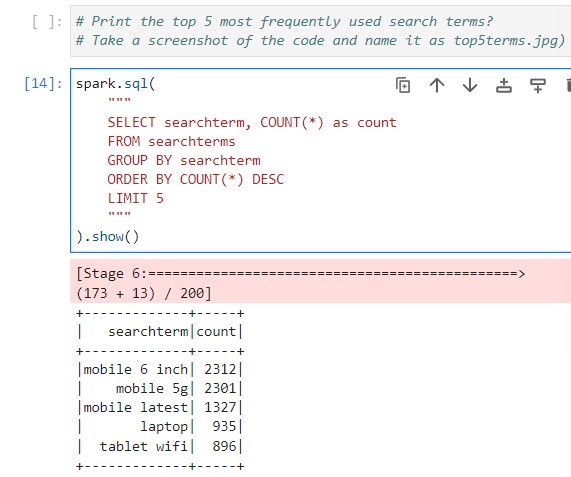 [ ]: # Print the top 5 most frequently used search terms?
# Take a screenshot of the code and name it as top5terms.jpg)
[14]: spark.sql(
"""
SELECT searchterm, COUNT(*) as count
FROM searchterms
GROUP BY searchterm
ORDER BY COUNT(*) DESC
LIMIT 5
"""
).show()
[Stage 6:===============================================>
(173 + 13) / 200]
+-------------+-----+
|   searchterm|count|
+-------------+-----+
|mobile 6 inch| 2312|
|    mobile 5g| 2301|
|mobile latest| 1327|
|       laptop|  935|
|  tablet wifi|  896|
+-------------+-----+